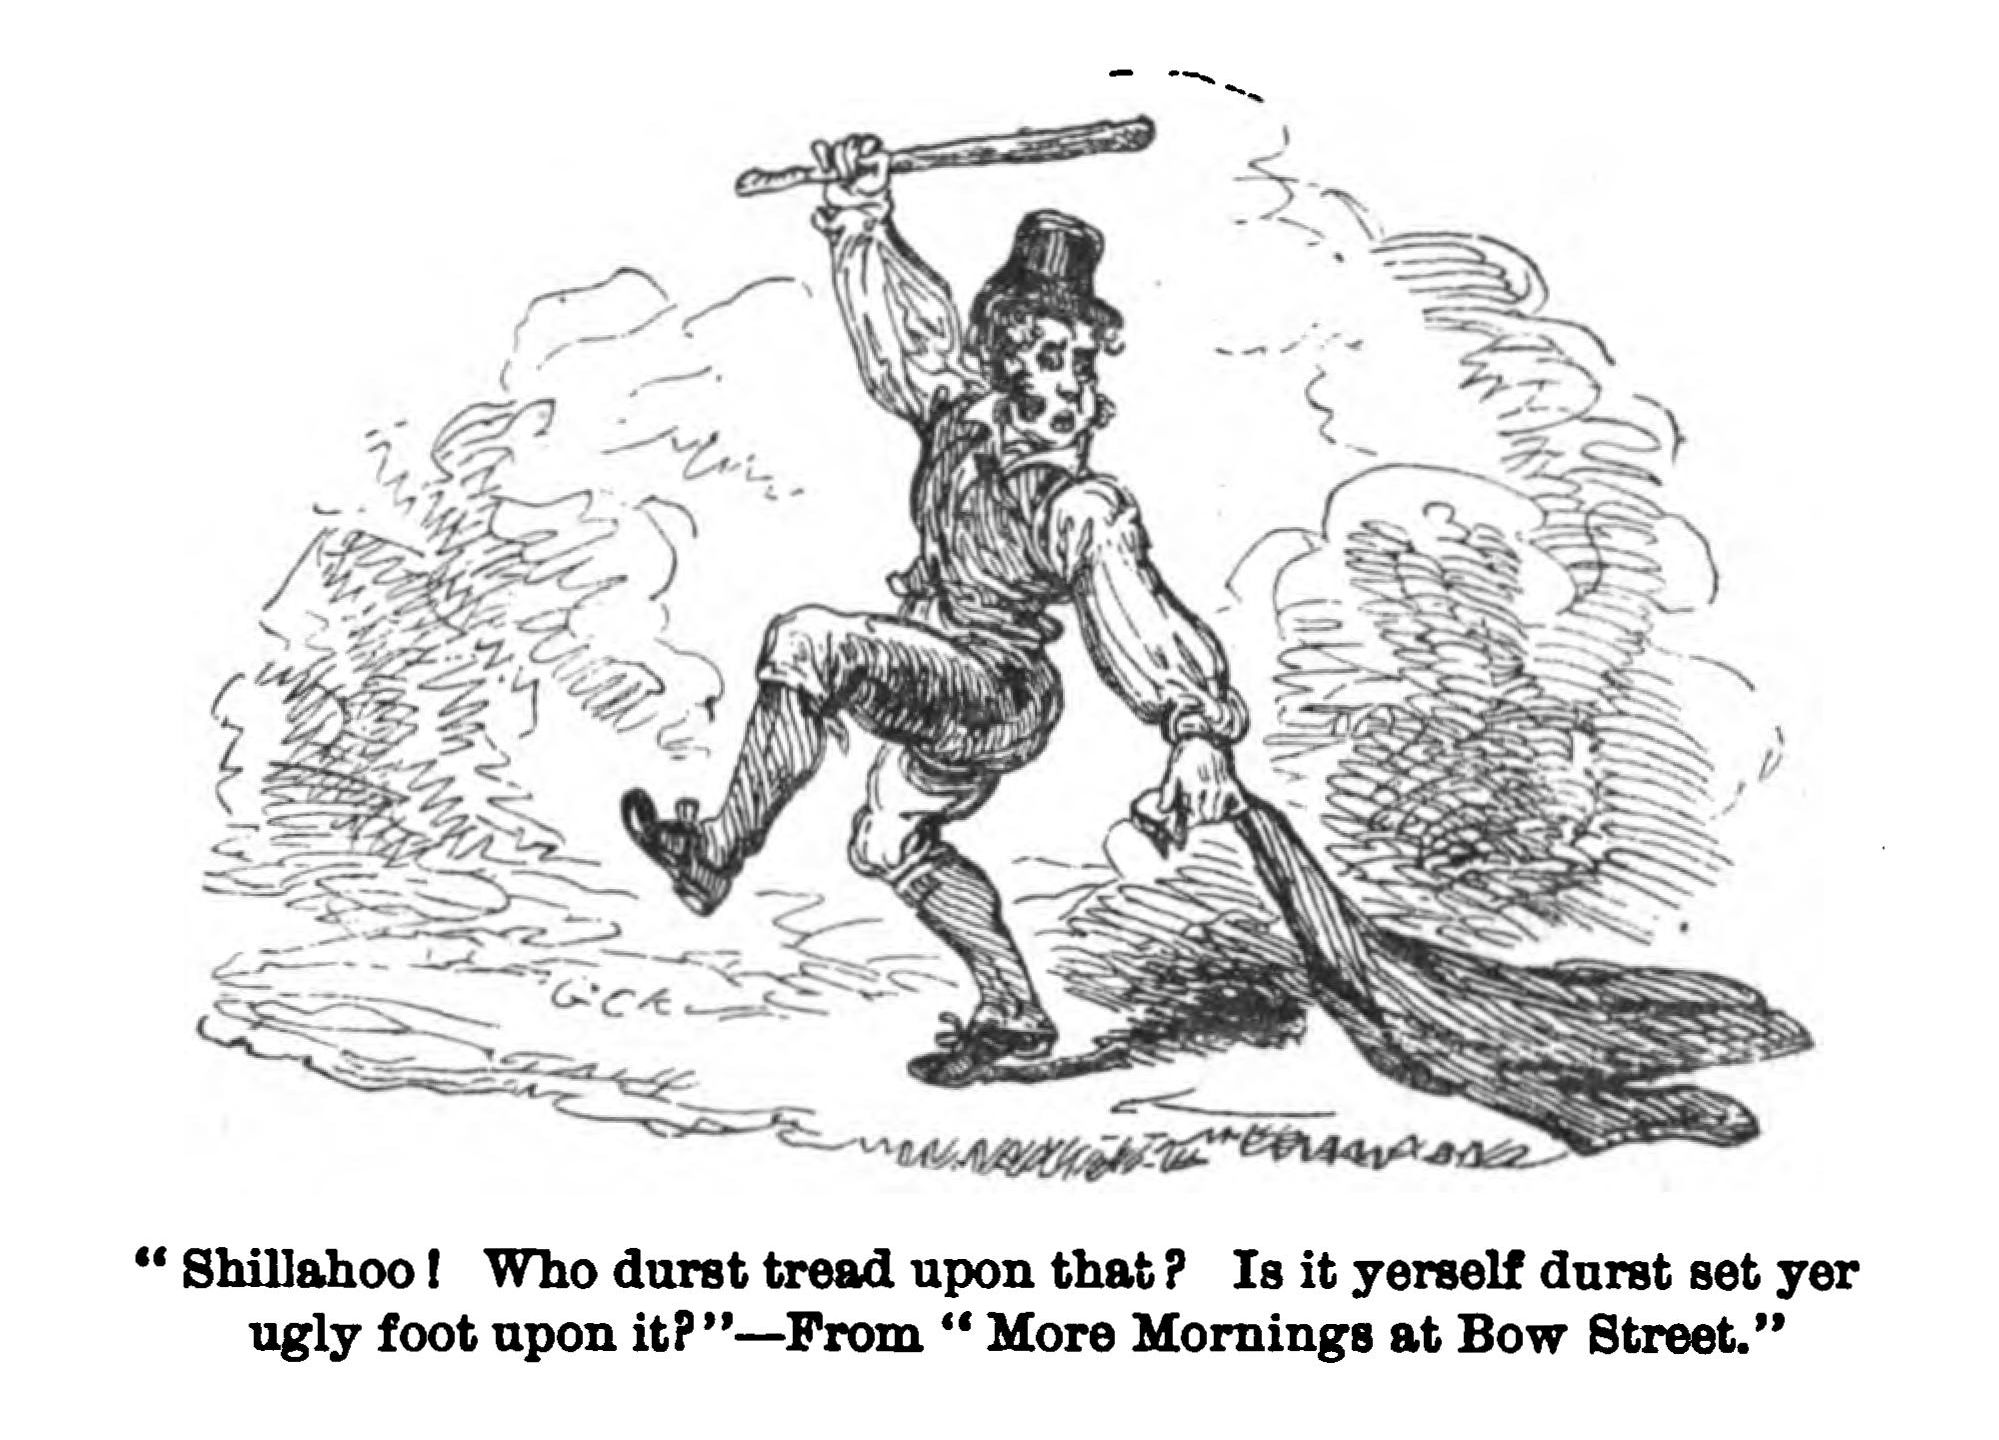 G. CK
“ Shillahoo! Who durst tread upon that? Is it yerself durst set yer
ugly foot upon it?”—From “ More Mornings at Bow Street.”